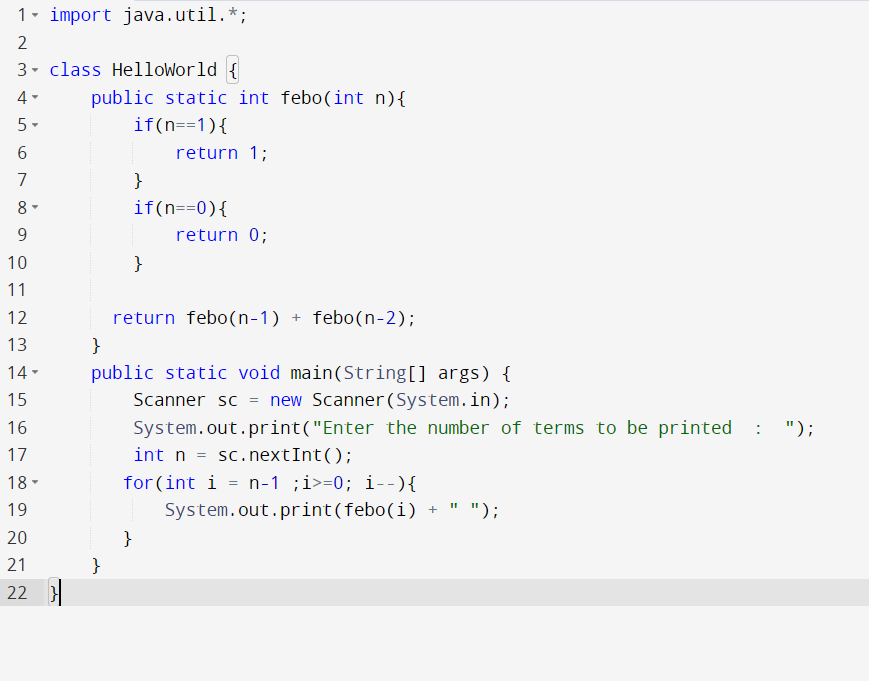 1 import java.util.*;
2
3 class HelloWorld {
4     public static int febo(int n){
5         if(n==1){
6             return 1;
7         }
8         if(n==0){
9             return 0;
10         }
11
12       return febo(n-1) + febo(n-2);
13     }
14     public static void main(String[] args) {
15         Scanner sc = new Scanner(System.in);
16         System.out.print("Enter the number of terms to be printed  :  ");
17         int n = sc.nextInt();
18        for(int i = n-1 ;i>=0; i--){
19            System.out.print(febo(i) + " ");
20        }
21     }
22 }